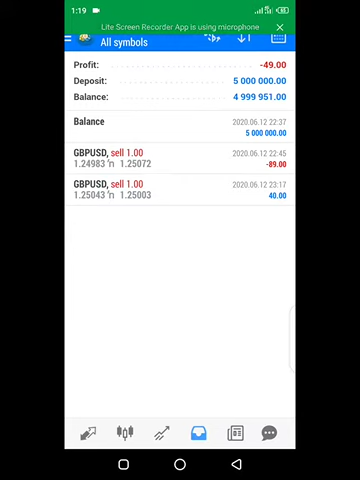 1:19
Lite Screen Recorder App is using microphone
All symbols
Profit: -49.00
Deposit: 5 000 000.00
Balance: 4 999 951.00
Balance 2020.06.12 22:37
5 000 000.00
GBPUSD, sell 1.00 2020.06.12 22:45
1.24983 1.25072 -89.00
GBPUSD, sell 1.00 2020.06.12 23:17
1.25043 1.25003 40.00